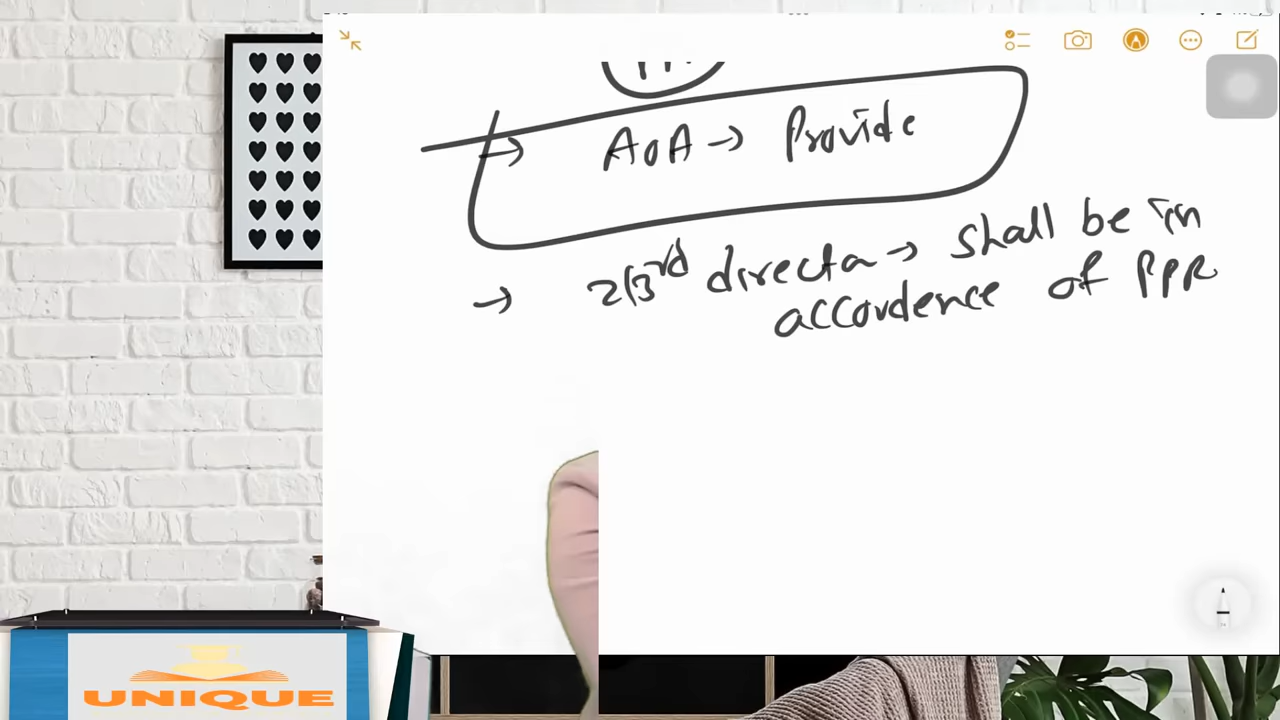 → AOA → Provide
→ 2/3rd directa → shall be in
accordence of PPR
UNIQUE